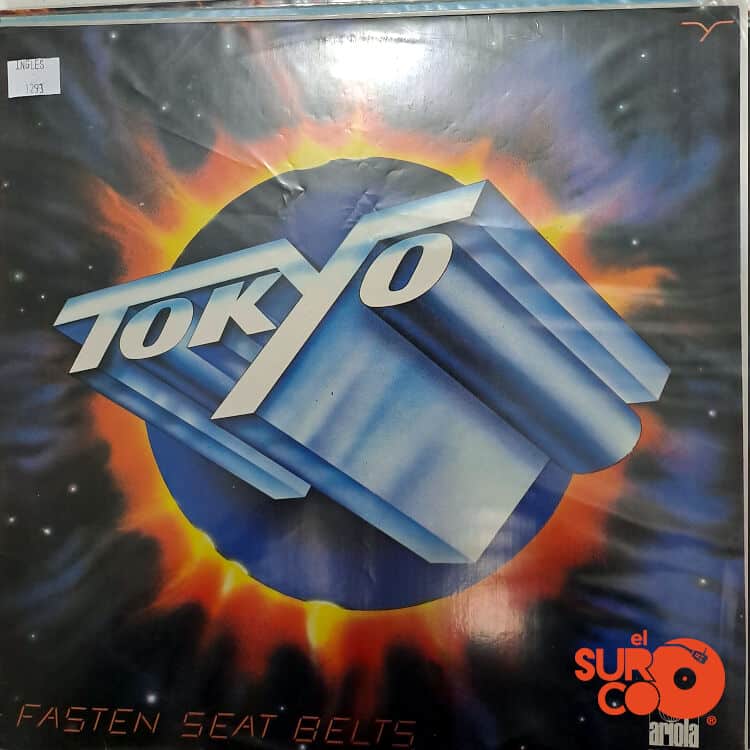 INGLES
1293
TOKYO
FASTEN SEAT BELTS
el
SURCO
®
ariola